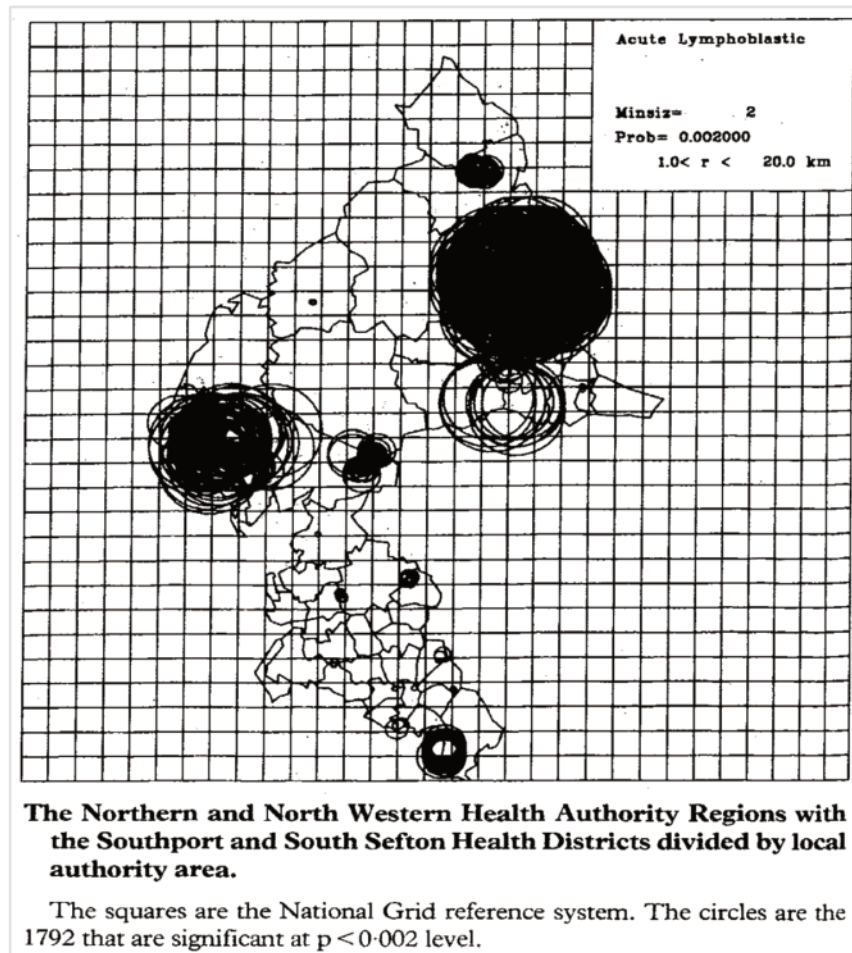 Acute Lymphoblastic
Minsiz= 2
Prob= 0.002000
1.0< r < 20.0 km
The Northern and North Western Health Authority Regions with
the Southport and South Sefton Health Districts divided by local
authority area.
The squares are the National Grid reference system. The circles are the
1792 that are significant at p < 0·002 level.